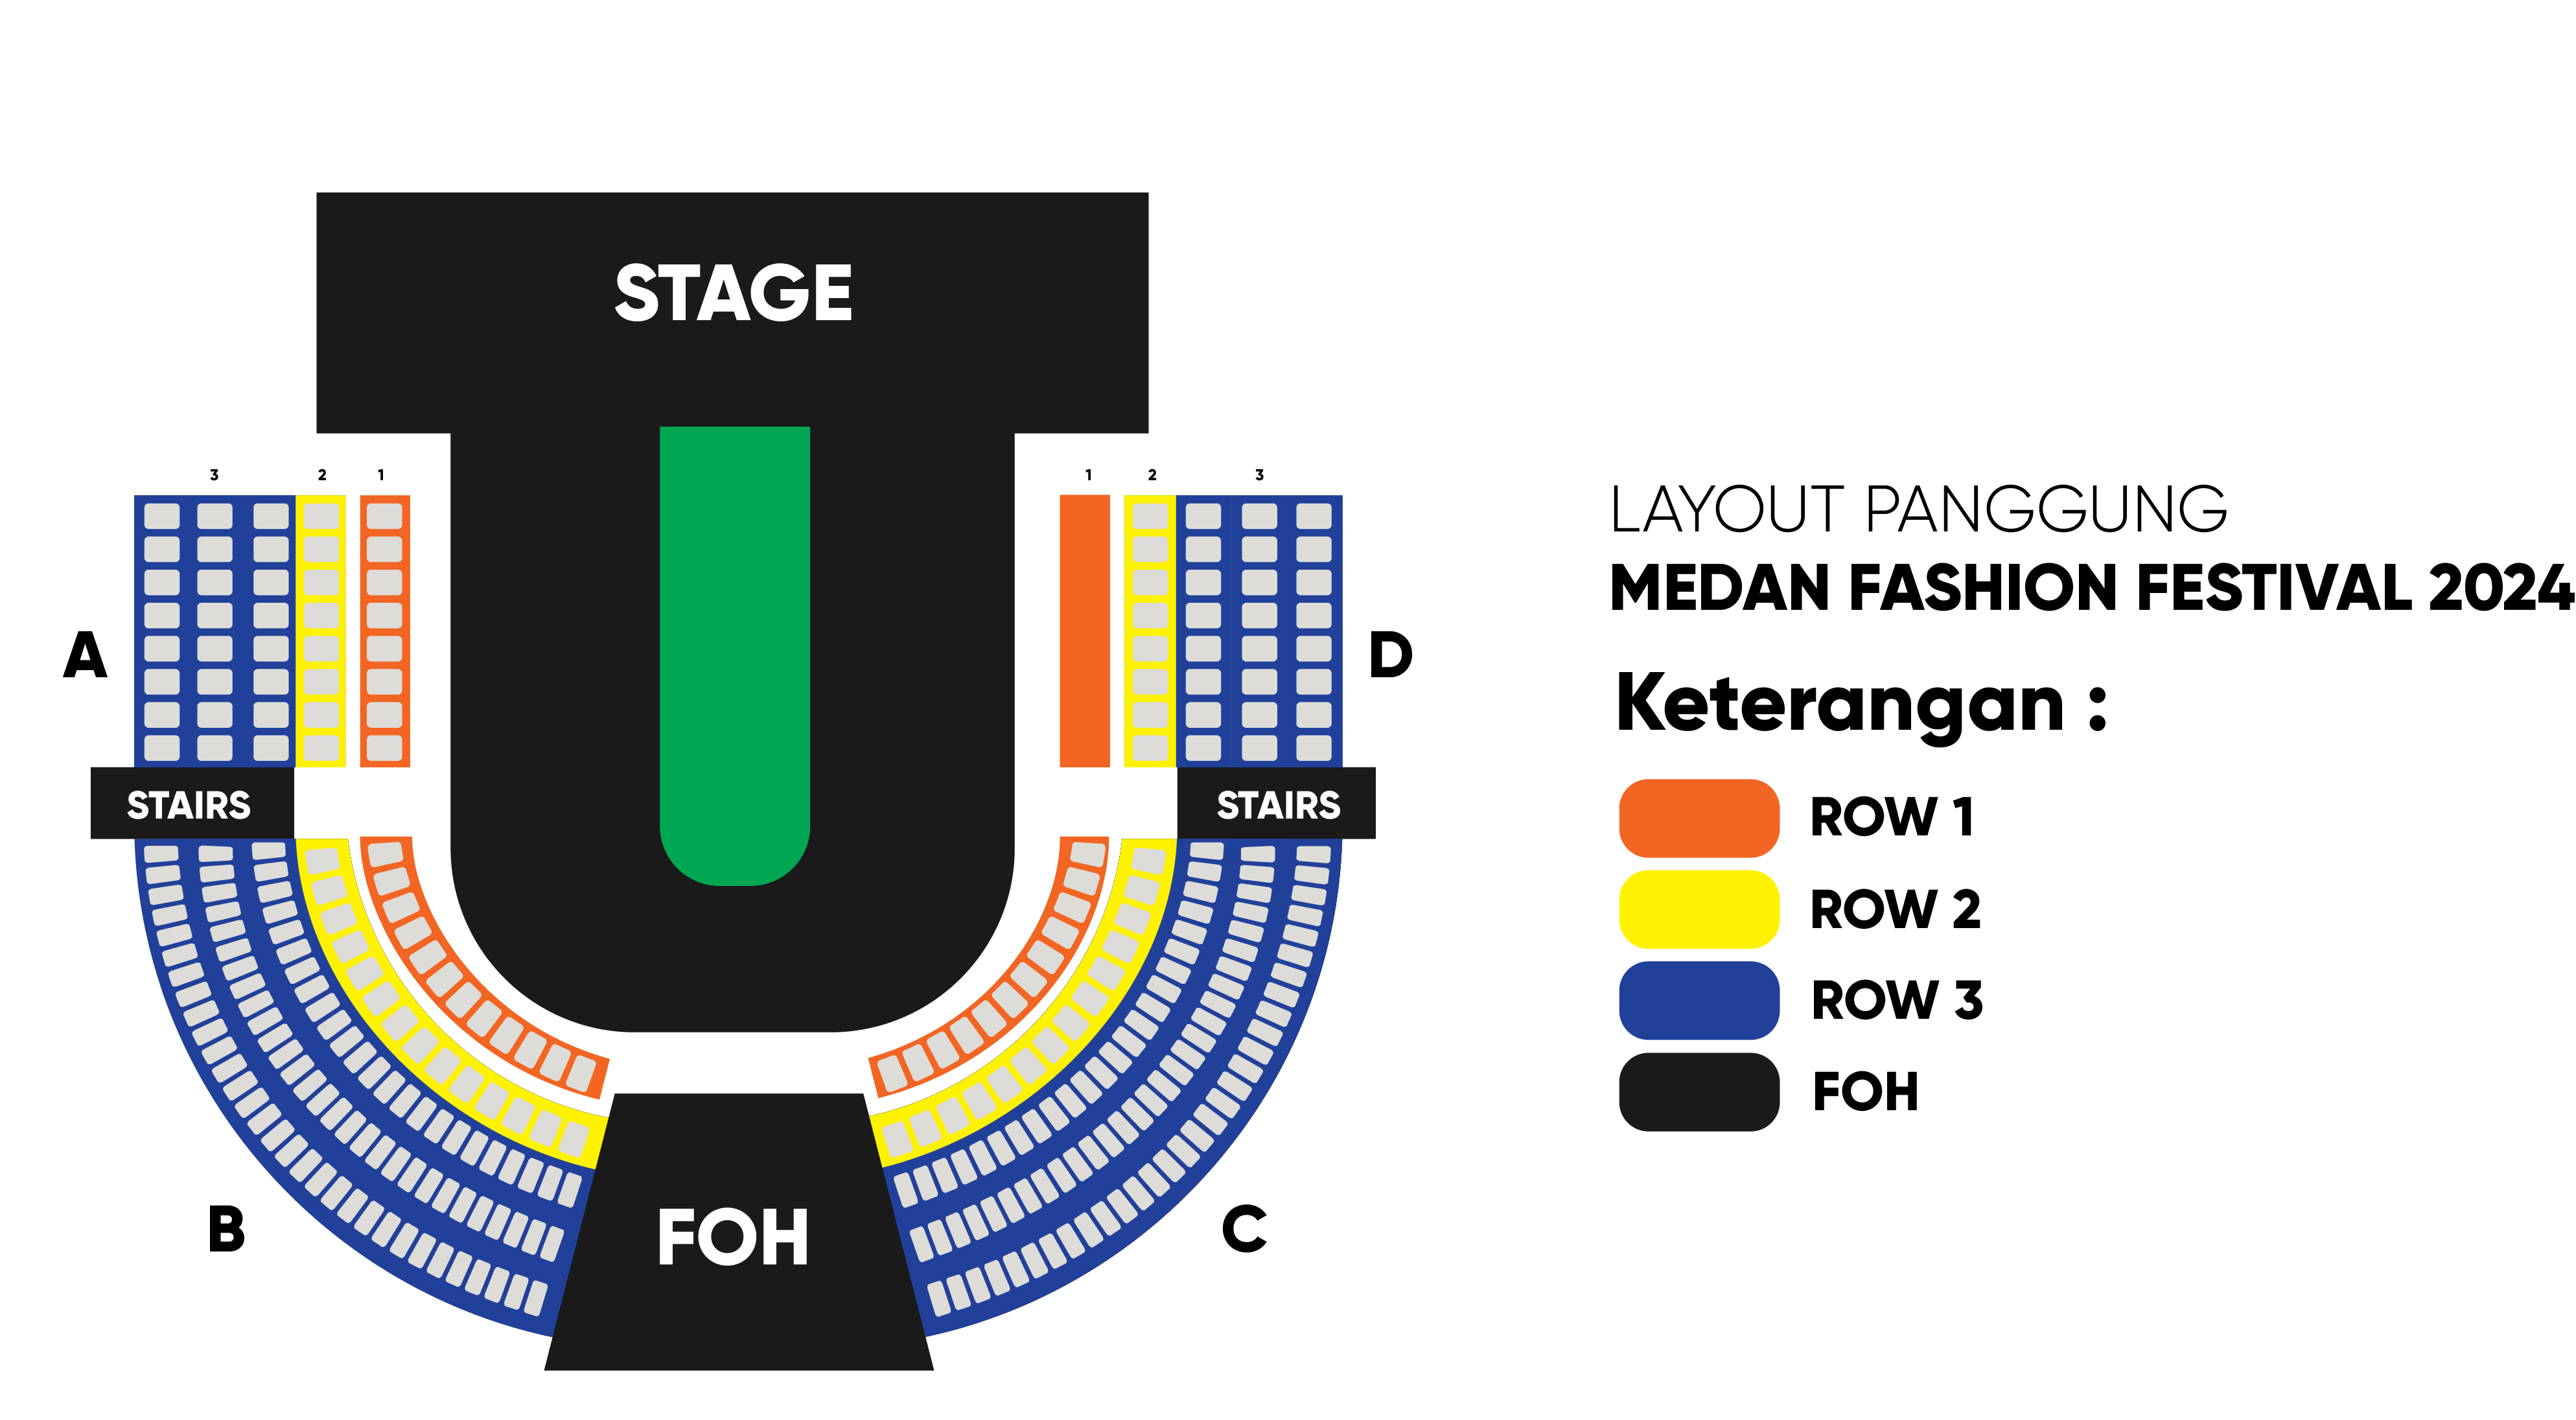 STAGE
3 2 1
1 2 3
LAYOUT PANGGUNG
MEDAN FASHION FESTIVAL 2024
A
D
Keterangan :
STAIRS
STAIRS
ROW 1
ROW 2
ROW 3
FOH
B
FOH
C